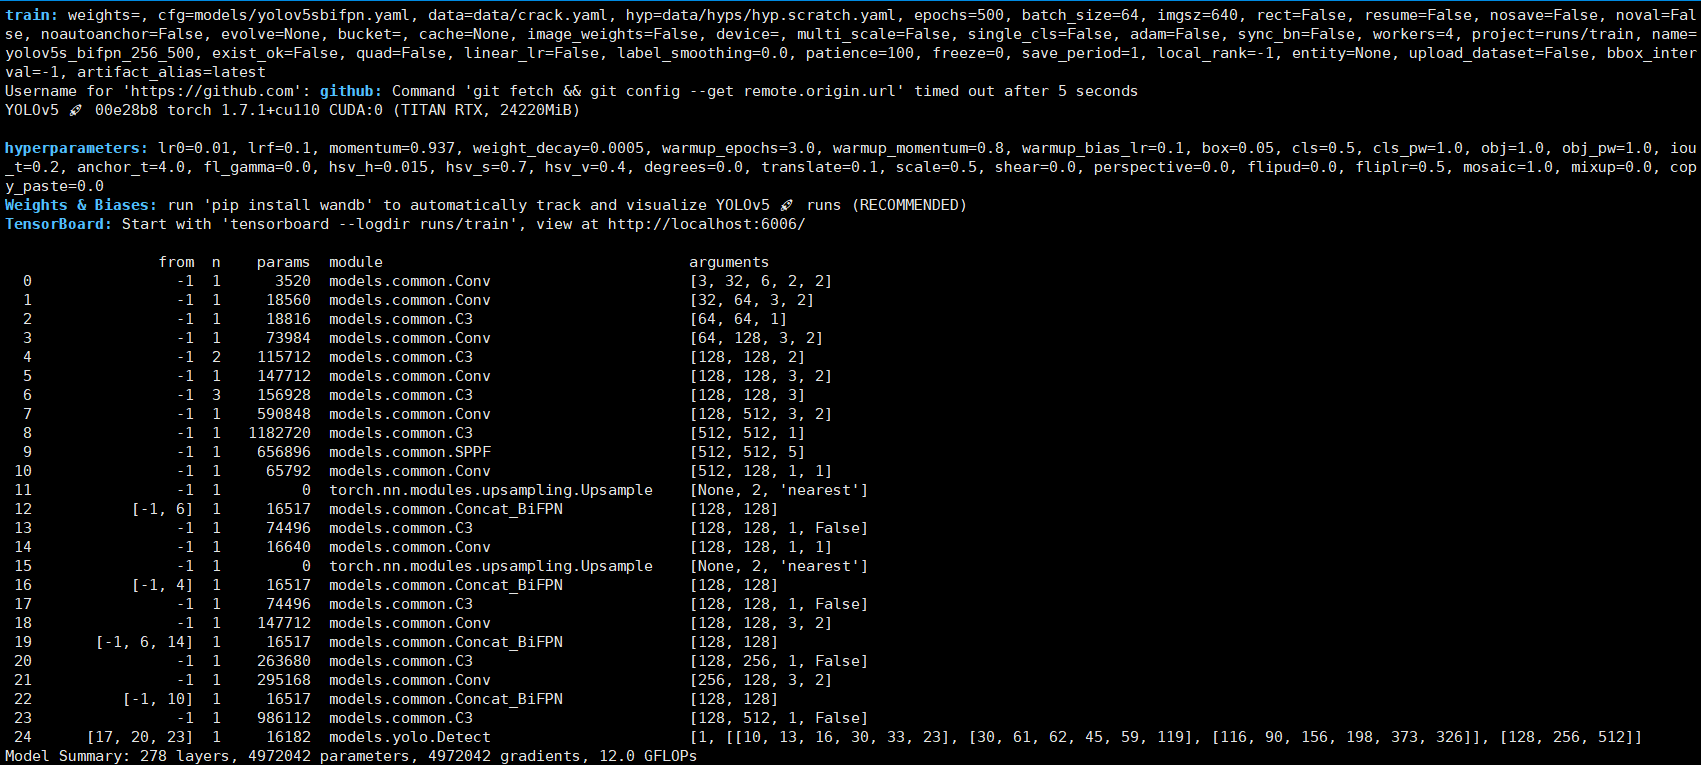 train: weights=, cfg=models/yolov5sbifpn.yaml, data=data/crack.yaml, hyp=data/hyps/hyp.scratch.yaml, epochs=500, batch_size=64, imgsz=640, rect=False, resume=False, nosave=False, noval=Fal
se, noautoanchor=False, evolve=None, bucket=, cache=None, image_weights=False, device=, multi_scale=False, single_cls=False, adam=False, sync_bn=False, workers=4, project=runs/train, name=
yolov5s_bifpn_256_500, exist_ok=False, quad=False, linear_lr=False, label_smoothing=0.0, patience=100, freeze=0, save_period=1, local_rank=-1, entity=None, upload_dataset=False, bbox_inter
val=-1, artifact_alias=latest
Username for 'https://github.com': github: Command 'git fetch && git config --get remote.origin.url' timed out after 5 seconds
YOLOv5 🚀 00e28b8 torch 1.7.1+cu110 CUDA:0 (TITAN RTX, 24220MiB)
hyperparameters: lr0=0.01, lrf=0.1, momentum=0.937, weight_decay=0.0005, warmup_epochs=3.0, warmup_momentum=0.8, warmup_bias_lr=0.1, box=0.05, cls=0.5, cls_pw=1.0, obj=1.0, obj_pw=1.0, iou
_t=0.2, anchor_t=4.0, fl_gamma=0.0, hsv_h=0.015, hsv_s=0.7, hsv_v=0.4, degrees=0.0, translate=0.1, scale=0.5, shear=0.0, perspective=0.0, flipud=0.0, fliplr=0.5, mosaic=1.0, mixup=0.0, cop
y_paste=0.0
Weights & Biases: run 'pip install wandb' to automatically track and visualize YOLOv5 🚀 runs (RECOMMENDED)
TensorBoard: Start with 'tensorboard --logdir runs/train', view at http://localhost:6006/
from n params module arguments
0 -1 1 3520 models.common.Conv [3, 32, 6, 2, 2]
1 -1 1 18560 models.common.Conv [32, 64, 3, 2]
2 -1 1 18816 models.common.C3 [64, 64, 1]
3 -1 1 73984 models.common.Conv [64, 128, 3, 2]
4 -1 2 115712 models.common.C3 [128, 128, 2]
5 -1 1 147712 models.common.Conv [128, 128, 3, 2]
6 -1 3 156928 models.common.C3 [128, 128, 3]
7 -1 1 590848 models.common.Conv [128, 512, 3, 2]
8 -1 1 1182720 models.common.C3 [512, 512, 1]
9 -1 1 656896 models.common.SPPF [512, 512, 5]
10 -1 1 65792 models.common.Conv [512, 128, 1, 1]
11 -1 1 0 torch.nn.modules.upsampling.Upsample [None, 2, 'nearest']
12 [-1, 6] 1 16517 models.common.Concat_BiFPN [128, 128]
13 -1 1 74496 models.common.C3 [128, 128, 1, False]
14 -1 1 16640 models.common.Conv [128, 128, 1, 1]
15 -1 1 0 torch.nn.modules.upsampling.Upsample [None, 2, 'nearest']
16 [-1, 4] 1 16517 models.common.Concat_BiFPN [128, 128]
17 -1 1 74496 models.common.C3 [128, 128, 1, False]
18 -1 1 147712 models.common.Conv [128, 128, 3, 2]
19 [-1, 6, 14] 1 16517 models.common.Concat_BiFPN [128, 128]
20 -1 1 263680 models.common.C3 [128, 256, 1, False]
21 -1 1 295168 models.common.Conv [256, 128, 3, 2]
22 [-1, 10] 1 16517 models.common.Concat_BiFPN [128, 128]
23 -1 1 986112 models.common.C3 [128, 512, 1, False]
24 [17, 20, 23] 1 16182 models.yolo.Detect [1, [[10, 13, 16, 30, 33, 23], [30, 61, 62, 45, 59, 119], [116, 90, 156, 198, 373, 326]], [128, 256, 512]]
Model Summary: 278 layers, 4972042 parameters, 4972042 gradients, 12.0 GFLOPs